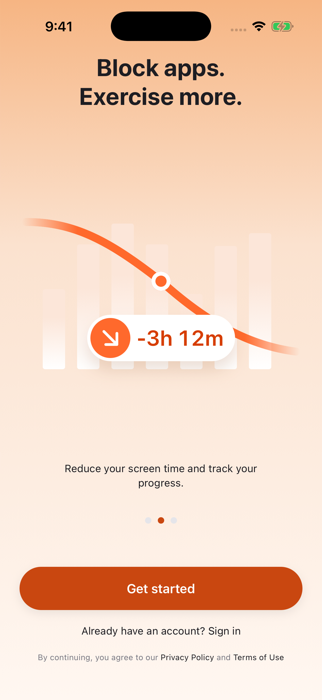 9:41
Block apps.
Exercise more.
-3h 12m
Reduce your screen time and track your
progress.
Get started
Already have an account? Sign in
By continuing, you agree to our Privacy Policy and Terms of Use